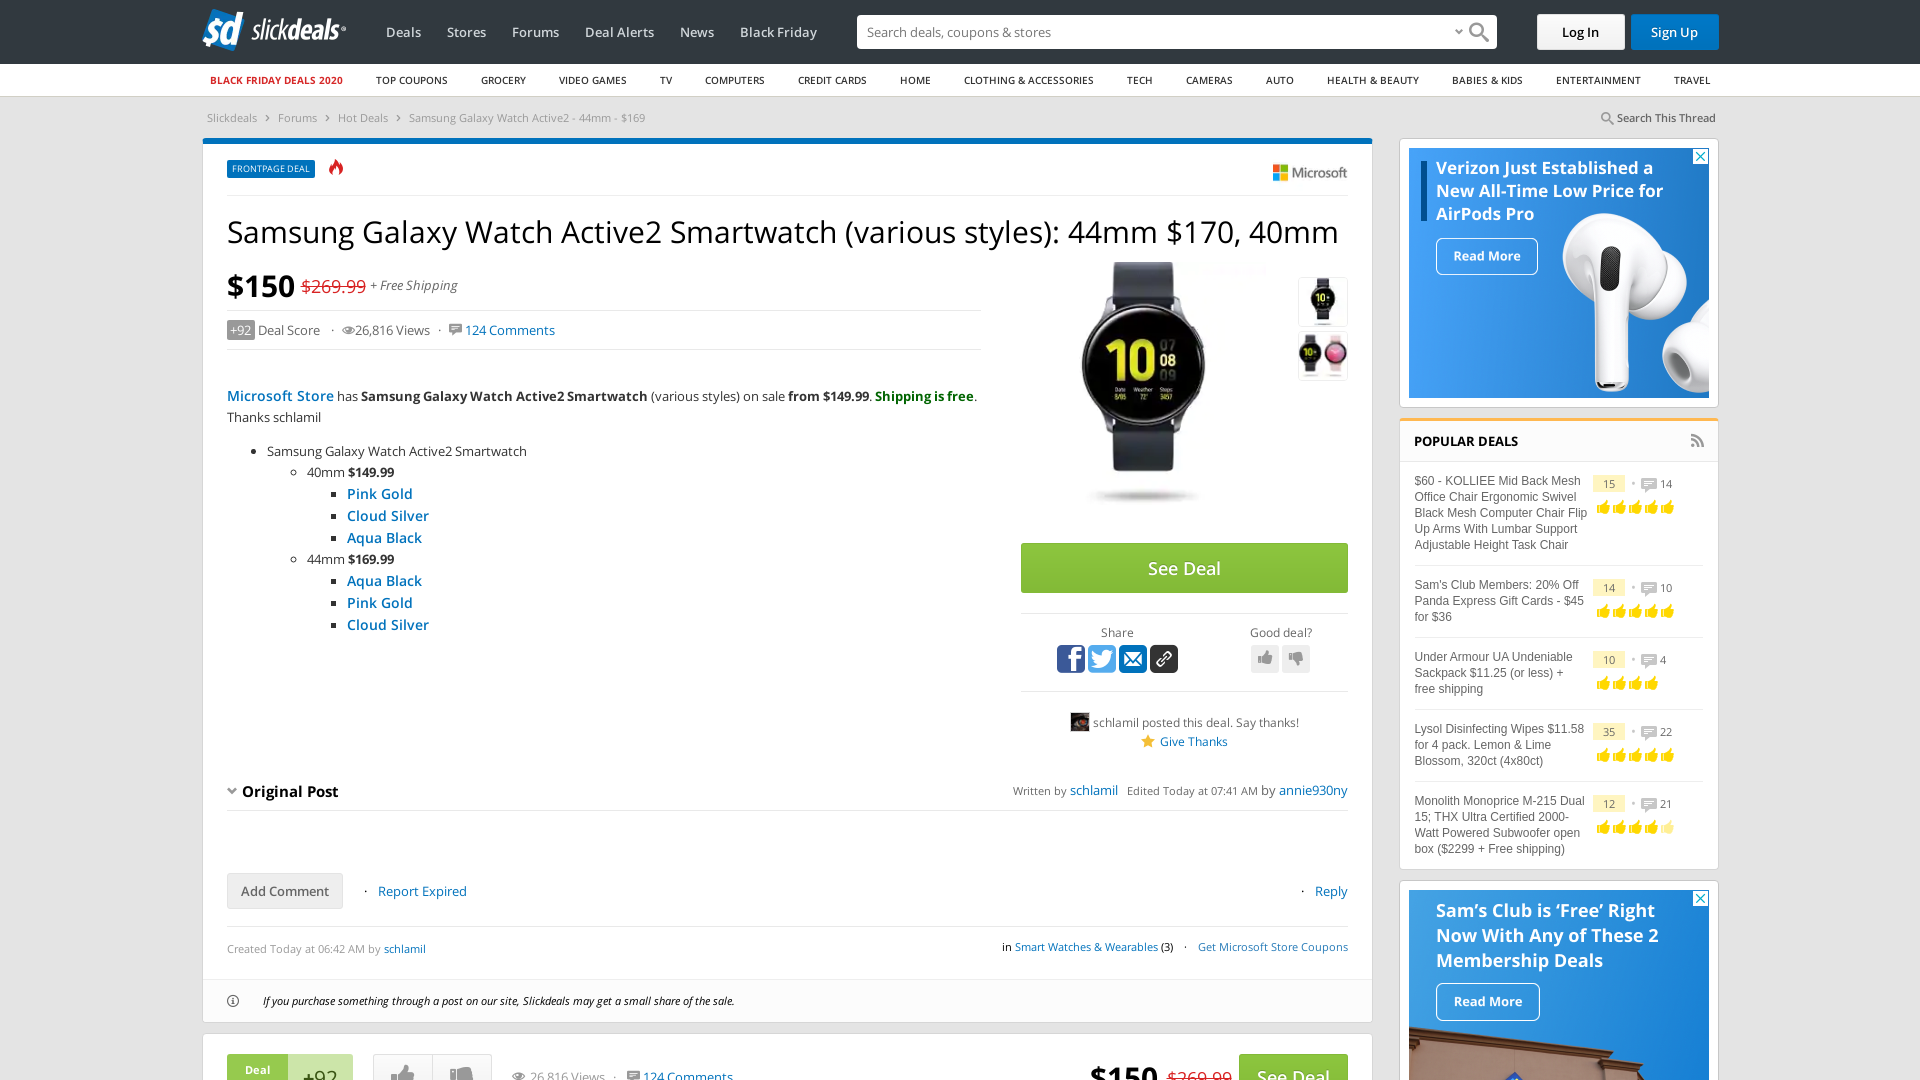 sd slickdeals
Deals Stores Forums Deal Alerts News Black Friday
Search deals, coupons & shops
Log In Sign Up
BLACK FRIDAY DEALS 2020 TOP COUPONS GROCERY VIDEO GAMES TV COMPUTERS CREDIT CARDS HOME CLOTHING & ACCESSORIES TECH CAMERAS AUTO HEALTH & BEAUTY BABIES & KIDS ENTERTAINMENT TRAVEL
Slickdeals > Forums > Hot Deals > Samsung Galaxy Watch Active2 - 44mm - $169
Search This Thread
FRONTPAGE DEAL
Microsoft
Samsung Galaxy Watch Active2 Smartwatch (various styles): 44mm $170, 40mm
$150 $269.99 + Free Shipping
+92 Deal Score · 26,816 Views · 124 Comments
Microsoft Store has Samsung Galaxy Watch Active2 Smartwatch (various styles) on sale from $149.99. Shipping is free.
Thanks schlamil
Samsung Galaxy Watch Active2 Smartwatch
40mm $149.99
Pink Gold
Cloud Silver
Aqua Black
44mm $169.99
Aqua Black
Pink Gold
Cloud Silver
10 07
08
09
Date Weather Steps
8/05 72° 3457
See Deal
Share
Good deal?
schlamil posted this deal. Say thanks!
Give Thanks
Original Post
Written by schlamil Edited Today at 07:41 AM by annie930ny
Add Comment · Report Expired
· Reply
Created Today at 06:42 AM by schlamil
in Smart Watches & Wearables (3) · Get Microsoft Store Coupons
If you purchase something through a post on our site, Slickdeals may get a small share of the sale.
Deal
+92
26,816 Views · 124 Comments
$150 $269.99
See Deal
Verizon Just Established a
New All-Time Low Price for
AirPods Pro
Read More
POPULAR DEALS
$60 - KOLLIEE Mid Back Mesh
Office Chair Ergonomic Swivel
Black Mesh Computer Chair Flip
Up Arms With Lumbar Support
Adjustable Height Task Chair
15 · 14
Sam's Club Members: 20% Off
Panda Express Gift Cards - $45
for $36
14 · 10
Under Armour UA Undeniable
Sackpack $11.25 (or less) +
free shipping
10 · 4
Lysol Disinfecting Wipes $11.58
for 4 pack. Lemon & Lime
Blossom, 320ct (4x80ct)
35 · 22
Monolith Monoprice M-215 Dual
15; THX Ultra Certified 2000-
Watt Powered Subwoofer open
box ($2299 + Free shipping)
12 · 21
Sam's Club is 'Free' Right
Now With Any of These 2
Membership Deals
Read More